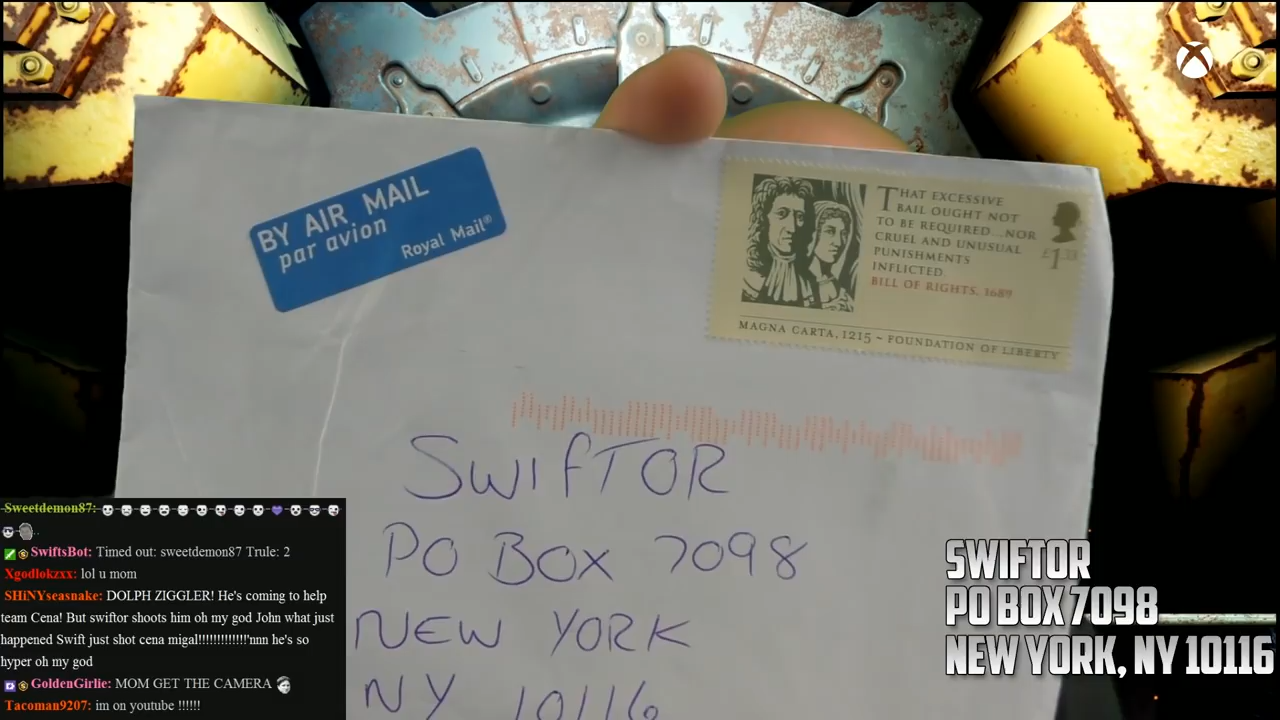 BY AIR MAIL
par avion
Royal Mail®
THAT EXCESSIVE
BAIL OUGHT NOT
TO BE REQUIRED...NOR
CRUEL AND UNUSUAL
PUNISHMENTS
INFLICTED
BILL OF RIGHTS, 1689
£1.33
MAGNA CARTA, 1215 ~ FOUNDATION OF LIBERTY
SWIFTOR
PO BOX 7098
NEW YORK
NY 10116
Sweetdemon87:
SwiftsBot: Timed out: sweetdemon87 Trule: 2
Xgodlokzxx: lol u mom
SHiNYseasnake: DOLPH ZIGGLER! He's coming to help
team Cena! But swiftor shoots him oh my god John what just
happened Swift just shot cena migal!!!!!!!!!!!!!'nnn he's so
hyper oh my god
GoldenGirlie: MOM GET THE CAMERA
Tacoman9207: im on youtube !!!!!!
SWIFTOR
PO BOX 7098
NEW YORK, NY 10116